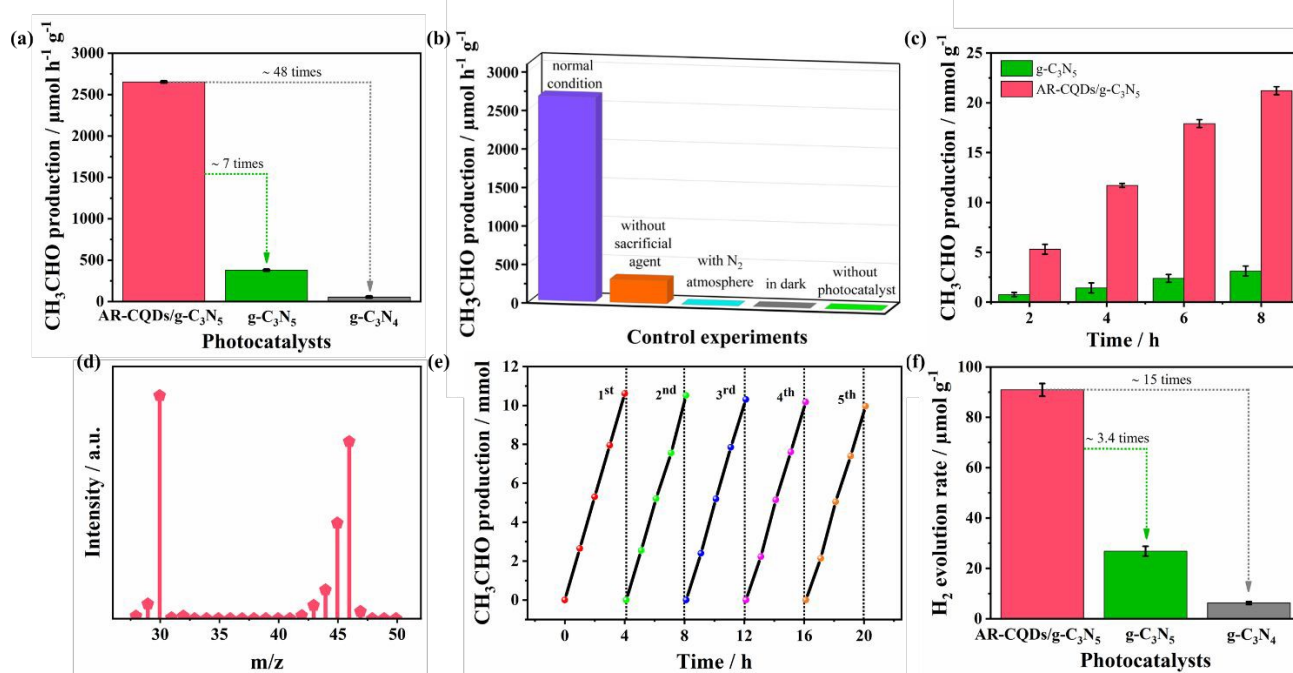 (a)
CH₃CHO production / μmol h⁻¹ g⁻¹
3000
2500
2000
1500
1000
500
0
~ 48 times
~ 7 times
AR-CQDs/g-C₃N₅
g-C₃N₅
g-C₃N₄
Photocatalysts
(b)
CH₃CHO production / μmol h⁻¹ g⁻¹
3000
2500
2000
1500
1000
500
0
normal
condition
without
sacrificial
agent
with N₂
atmosphere
in dark
without
photocatalyst
Control experiments
(c)
CH₃CHO production / mmol g⁻¹
25
20
15
10
5
0
g-C₃N₅
AR-CQDs/g-C₃N₅
2
4
6
8
Time / h
(d)
Intensity / a.u.
30
35
40
45
50
m/z
(e)
CH₃CHO production / mmol
12
10
8
6
4
2
0
1ˢᵗ
2ⁿᵈ
3ʳᵈ
4ᵗʰ
5ᵗʰ
0
4
8
12
16
20
Time / h
(f)
H₂ evolution rate / μmol g⁻¹
100
80
60
40
20
0
~ 15 times
~ 3.4 times
AR-CQDs/g-C₃N₅
g-C₃N₅
g-C₃N₄
Photocatalysts